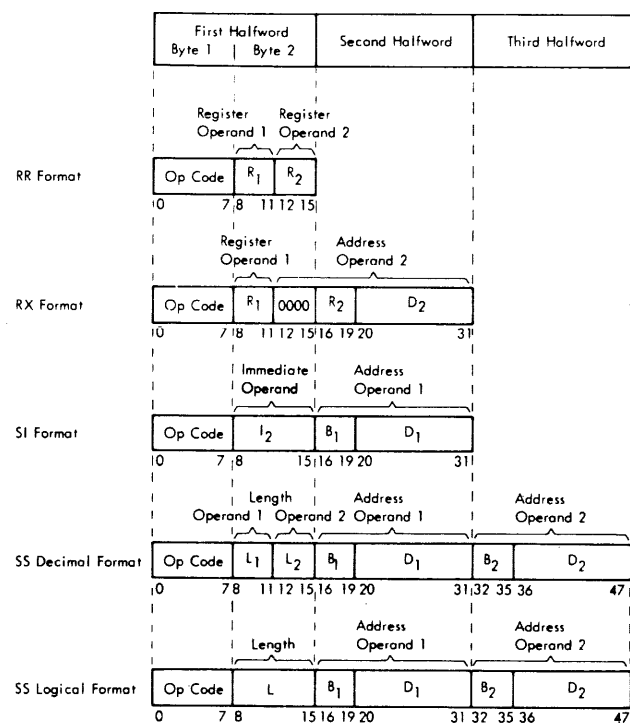 First Halfword
Byte 1 Byte 2
Second Halfword
Third Halfword
Register
Operand 1
Register
Operand 2
RR Format
Op Code R1 R2
0 7 8 11 12 15
Register
Operand 1
Address
Operand 2
RX Format
Op Code R1 0000 R2 D2
0 7 8 11 12 15 16 19 20 31
Immediate
Operand
Address
Operand 1
SI Format
Op Code I2 B1 D1
0 7 8 15 16 19 20 31
Length
Operand 1 Operand 2
Address
Operand 1
Address
Operand 2
SS Decimal Format
Op Code L1 L2 B1 D1 B2 D2
0 7 8 11 12 15 16 19 20 31 32 35 36 47
Length
Address
Operand 1
Address
Operand 2
SS Logical Format
Op Code L B1 D1 B2 D2
0 7 8 15 16 19 20 31 32 35 36 47